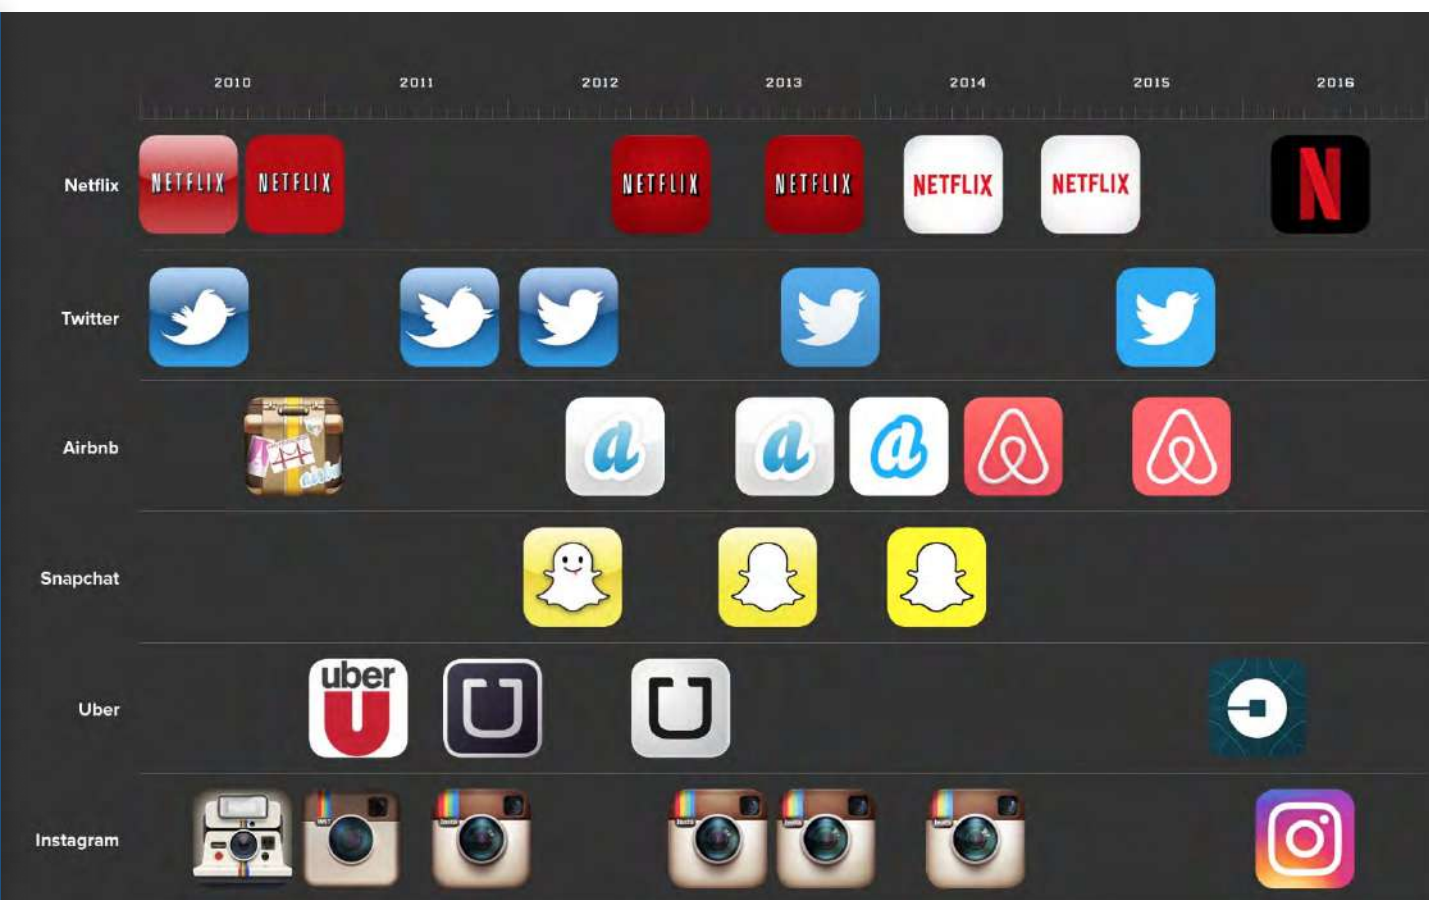 2010 2011 2012 2013 2014 2015 2016
Netflix NETFLIX NETFLIX NETFLIX NETFLIX NETFLIX NETFLIX N
Twitter
Airbnb a a a
Snapchat
Uber uber U U U
Instagram